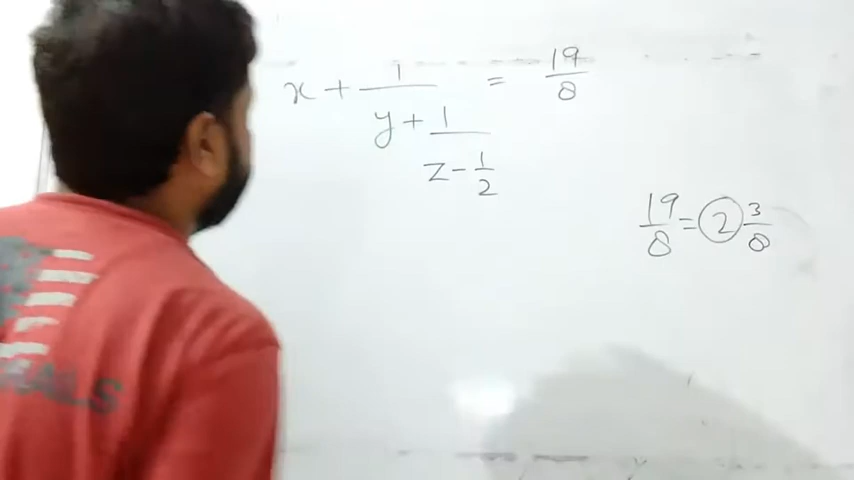 x + 1/(y + 1/(z - 1/2)) = 19/8
19/8 = 2 3/8